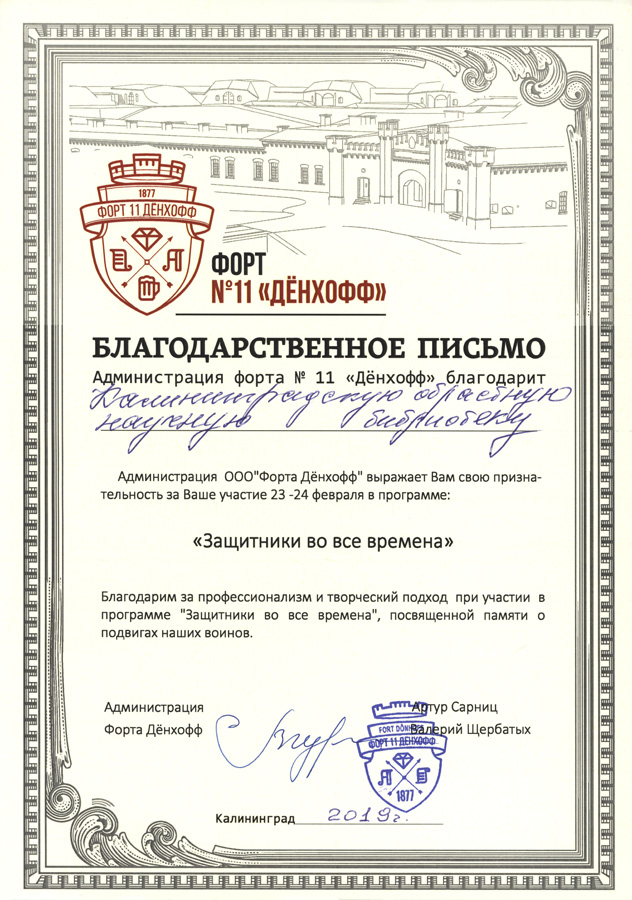 1877
ФОРТ 11 ДЁНХОФФ
ФОРТ
№11 «ДЁНХОФФ»
БЛАГОДАРСТВЕННОЕ ПИСЬМО
Администрация форта № 11 «Дёнхофф» благодарит
Калининградскую областную
научную библиотеку
Администрация ООО"Форта Дёнхофф" выражает Вам свою призна-
тельность за Ваше участие 23 -24 февраля в программе:
«Защитники во все времена»
Благодарим за профессионализм и творческий подход при участии в
программе "Защитники во все времена", посвященной памяти о
подвигах наших воинов.
Администрация Артур Сарниц
Форта Дёнхофф Валерий Щербатых
FORT DÖNHOFF
ФОРТ 11 ДЕНХОФФ
1877
Калининград 2019г.